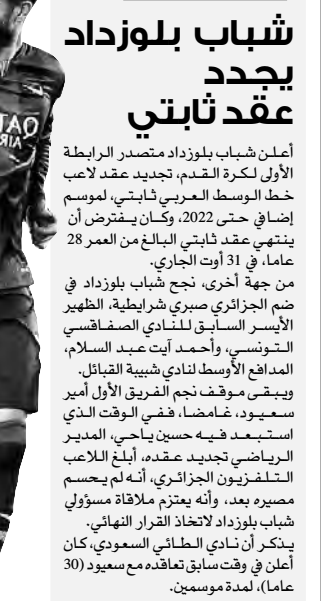 شباب بلوزداد
يجدد
عقد ثابتي
أعلن شباب بلوزداد متصدر الرابطة
الأولى لكرة القدم، تجديد عقد لاعب
خط الوسط العربي ثابتي، لموسم
إضافي حتى 2022، وكان يفترض أن
ينتهي عقد ثابتي البالغ من العمر 28
عاما، في 31 أوت الجاري.
من جهة أخرى، نجح شباب بلوزداد في
ضم الجزائري صبري شرايطية، الظهير
الأيسر السابق للنادي الصفاقسي
التونسي، وأحمد آيت عبد السلام،
المدافع الأوسط لنادي شبيبة القبائل.
ويبقى موقف نجم الفريق الأول أمير
سعيود، غامضا، ففي الوقت الذي
استبعد فيه حسين ياحي، المدير
الرياضي تجديد عقده، أبلغ اللاعب
التلفزيون الجزائري، أنه لم يحسم
مصيره بعد، وأنه يعتزم ملاقاة مسؤولي
شباب بلوزداد لاتخاذ القرار النهائي.
يذكر أن نادي الطائي السعودي، كان
أعلن في وقت سابق تعاقده مع سعيود (30
عاما)، لمدة موسمين.
QATAR
AIR